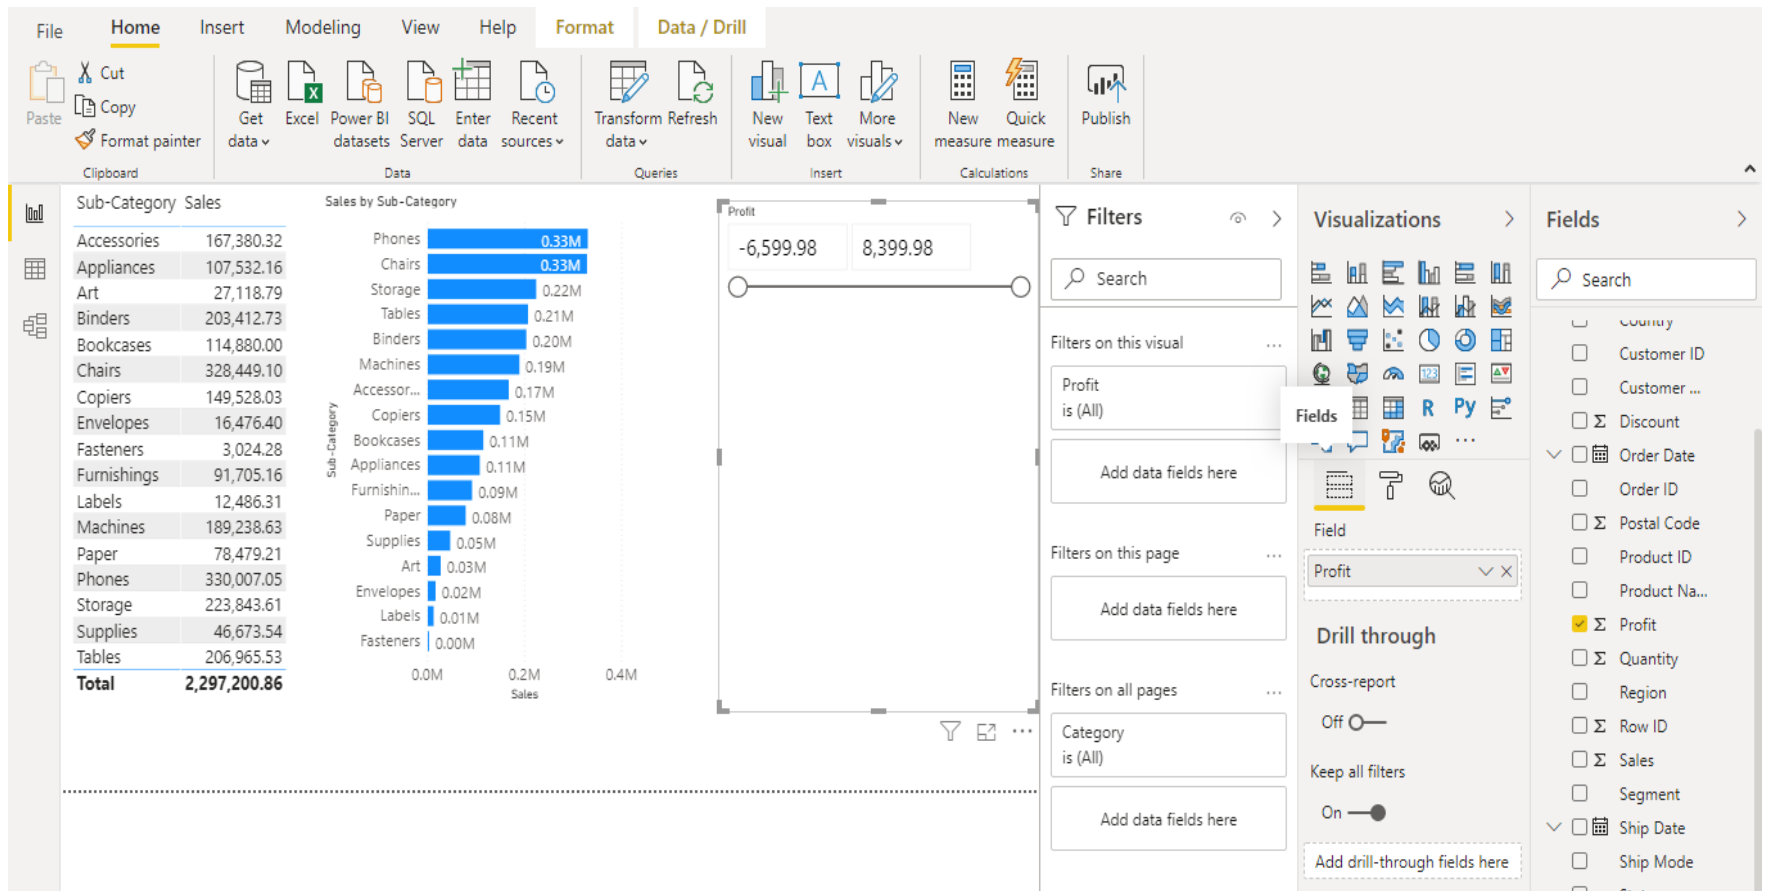 File Home Insert Modeling View Help Format Data / Drill
Paste
Cut
Copy
Format painter
Clipboard
Get data
Excel
Power BI datasets
SQL Server
Enter data
Recent sources
Data
Transform data
Refresh
Queries
New visual
Text box
More visuals
Insert
New measure
Quick measure
Calculations
Publish
Share
Sub-Category Sales
Accessories 167,380.32
Appliances 107,532.16
Art 27,118.79
Binders 203,412.73
Bookcases 114,880.00
Chairs 328,449.10
Copiers 149,528.03
Envelopes 16,476.40
Fasteners 3,024.28
Furnishings 91,705.16
Labels 12,486.31
Machines 189,238.63
Paper 78,479.21
Phones 330,007.05
Storage 223,843.61
Supplies 46,673.54
Tables 206,965.53
Total 2,297,200.86
Sales by Sub-Category
Sub-Category
Phones 0.33M
Chairs 0.33M
Storage 0.22M
Tables 0.21M
Binders 0.20M
Machines 0.19M
Accessor... 0.17M
Copiers 0.15M
Bookcases 0.11M
Appliances 0.11M
Furnishin... 0.09M
Paper 0.08M
Supplies 0.05M
Art 0.03M
Envelopes 0.02M
Labels 0.01M
Fasteners 0.00M
0.0M 0.2M 0.4M
Sales
Profit
-6,599.98 8,399.98
Filters
Search
Filters on this visual ...
Profit
is (All)
Add data fields here
Filters on this page ...
Add data fields here
Filters on all pages ...
Category
is (All)
Add data fields here
Visualizations
123
R Py
...
Fields
Field
Profit
Drill through
Cross-report
Off
Keep all filters
On
Add drill-through fields here
Fields
Search
Country
Customer ID
Customer ...
Σ Discount
Order Date
Order ID
Σ Postal Code
Product ID
Product Na...
Σ Profit
Σ Quantity
Region
Σ Row ID
Σ Sales
Segment
Ship Date
Ship Mode